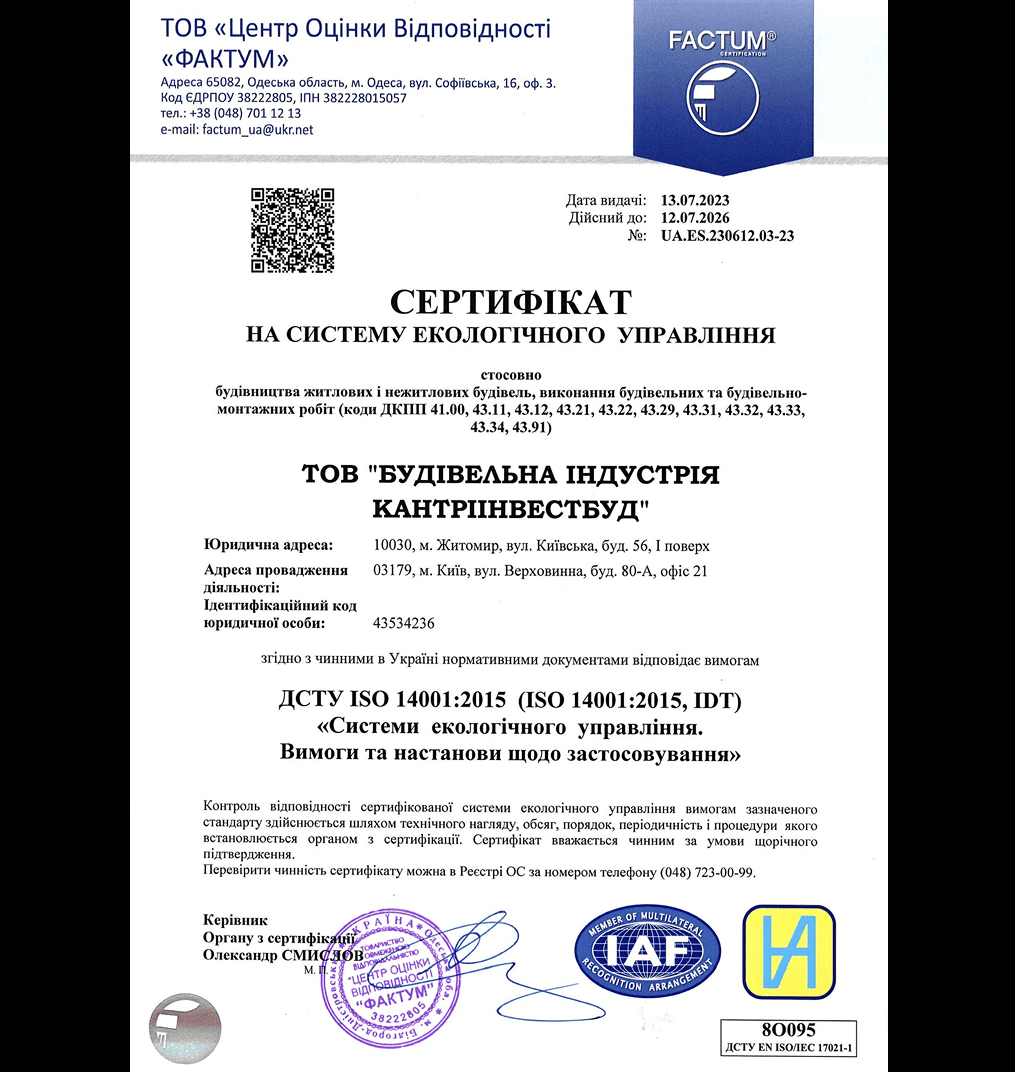 ТОВ «Центр Оцінки Відповідності
«ФАКТУМ»
Адреса 65082, Одеська область, м. Одеса, вул. Софіївська, 16, оф. 3.
Код ЄДРПОУ 38222805, ІПН 382228015057
тел.: +38 (048) 701 12 13
e-mail: factum_ua@ukr.net
FACTUM®
CERTIFICATION
Дата видачі: 13.07.2023
Дійсний до: 12.07.2026
№: UA.ES.230612.03-23
СЕРТИФІКАТ
НА СИСТЕМУ ЕКОЛОГІЧНОГО УПРАВЛІННЯ
стосовно
будівництва житлових і нежитлових будівель, виконання будівельних та будівельно-
монтажних робіт (коди ДКПП 41.00, 43.11, 43.12, 43.21, 43.22, 43.29, 43.31, 43.32, 43.33,
43.34, 43.91)
ТОВ "БУДІВЕЛЬНА ІНДУСТРІЯ
КАНТРІІНВЕСТБУД"
Юридична адреса: 10030, м. Житомир, вул. Київська, буд. 56, І поверх
Адреса провадження 03179, м. Київ, вул. Верховинна, буд. 80-А, офіс 21
діяльності:
Ідентифікаційний код
юридичної особи: 43534236
згідно з чинними в Україні нормативними документами відповідає вимогам
ДСТУ ISO 14001:2015 (ISO 14001:2015, IDT)
«Системи екологічного управління.
Вимоги та настанови щодо застосовування»
Контроль відповідності сертифікованої системи екологічного управління вимогам зазначеного
стандарту здійснюється шляхом технічного нагляду, обсяг, порядок, періодичність і процедури якого
встановлюється органом з сертифікації. Сертифікат вважається чинним за умови щорічного
підтвердження.
Перевірити чинність сертифікату можна в Реєстрі ОС за номером телефону (048) 723-00-99.
Керівник
Органу з сертифікації
Олександр СМИСЛОВ
М. П.
УКРАЇНА * Одеська обл. * м. Білгород-Дністровський
ТОВАРИСТВО
З ОБМЕЖЕНОЮ
ВІДПОВІДАЛЬНІСТЮ
"ЦЕНТР ОЦІНКИ
ВІДПОВІДНОСТІ
"ФАКТУМ"
38222805
MEMBER OF MULTILATERAL
IAF
RECOGNITION ARRANGEMENT
8О095
ДСТУ EN ISO/IEC 17021-1